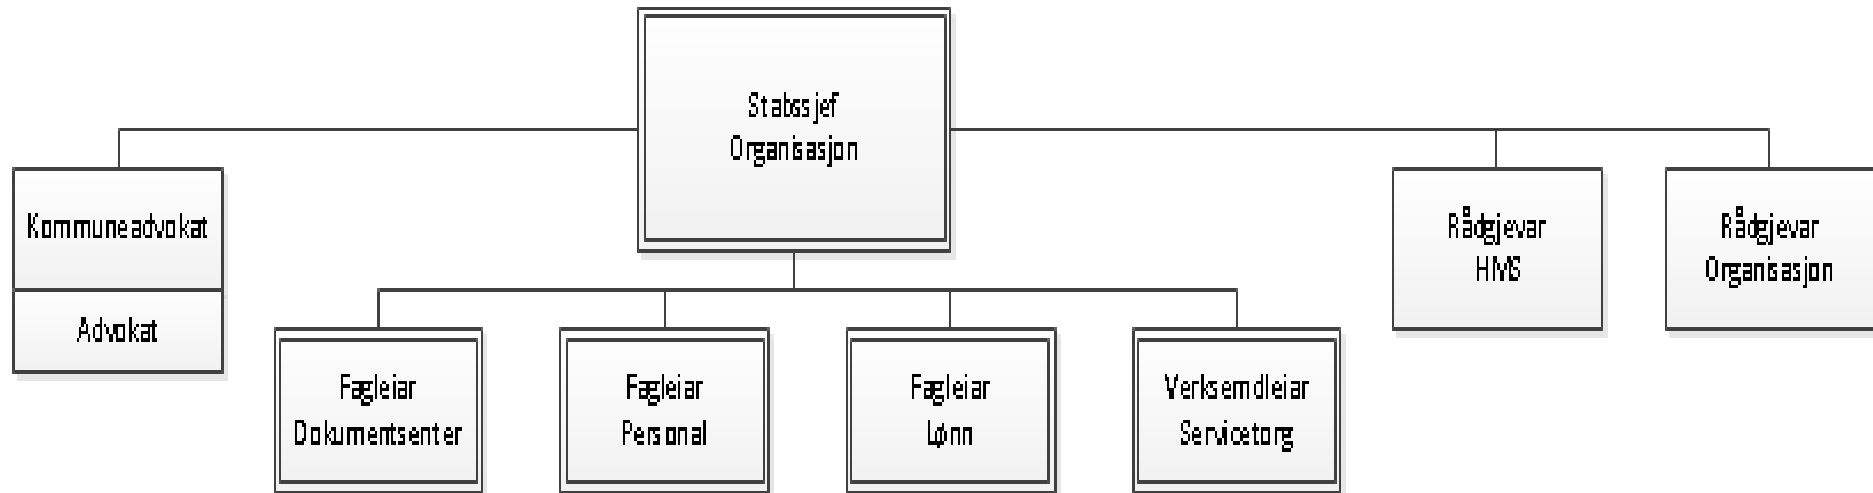 Stabssjef
Organisasjon
Kommuneadvokat
Advokat
Rådgjevar
HMS
Rådgjevar
Organisasjon
Fagleiar
Dokumentsenter
Fagleiar
Personal
Fagleiar
Lønn
Verksemdleiar
Servicetorg